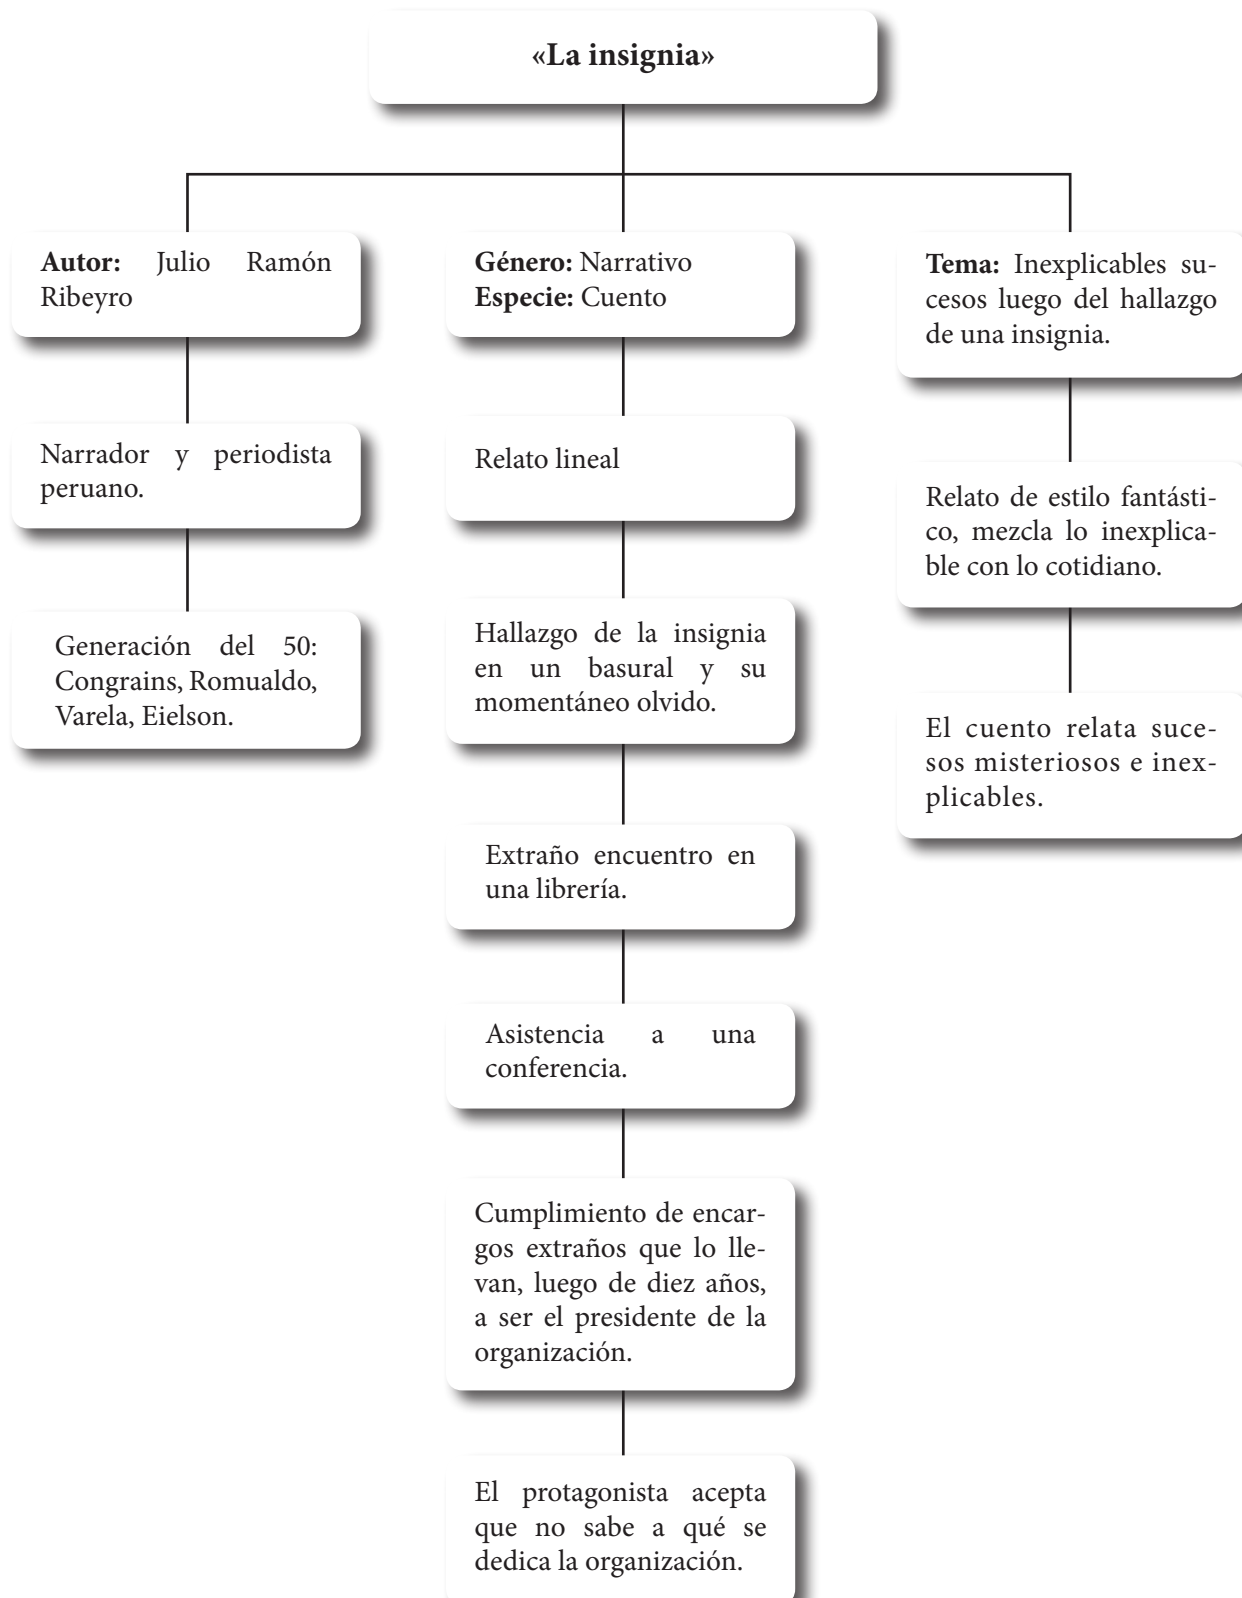 «La insignia»
Autor: Julio Ramón
Ribeyro
Narrador y periodista
peruano.
Generación del 50:
Congrains, Romualdo,
Varela, Eielson.
Género: Narrativo
Especie: Cuento
Relato lineal
Hallazgo de la insignia
en un basural y su
momentáneo olvido.
Extraño encuentro en
una librería.
Asistencia a una
conferencia.
Cumplimiento de encar-
gos extraños que lo lle-
van, luego de diez años,
a ser el presidente de la
organización.
El protagonista acepta
que no sabe a qué se
dedica la organización.
Tema: Inexplicables su-
cesos luego del hallazgo
de una insignia.
Relato de estilo fantásti-
co, mezcla lo inexplica-
ble con lo cotidiano.
El cuento relata suce-
sos misteriosos e inex-
plicables.